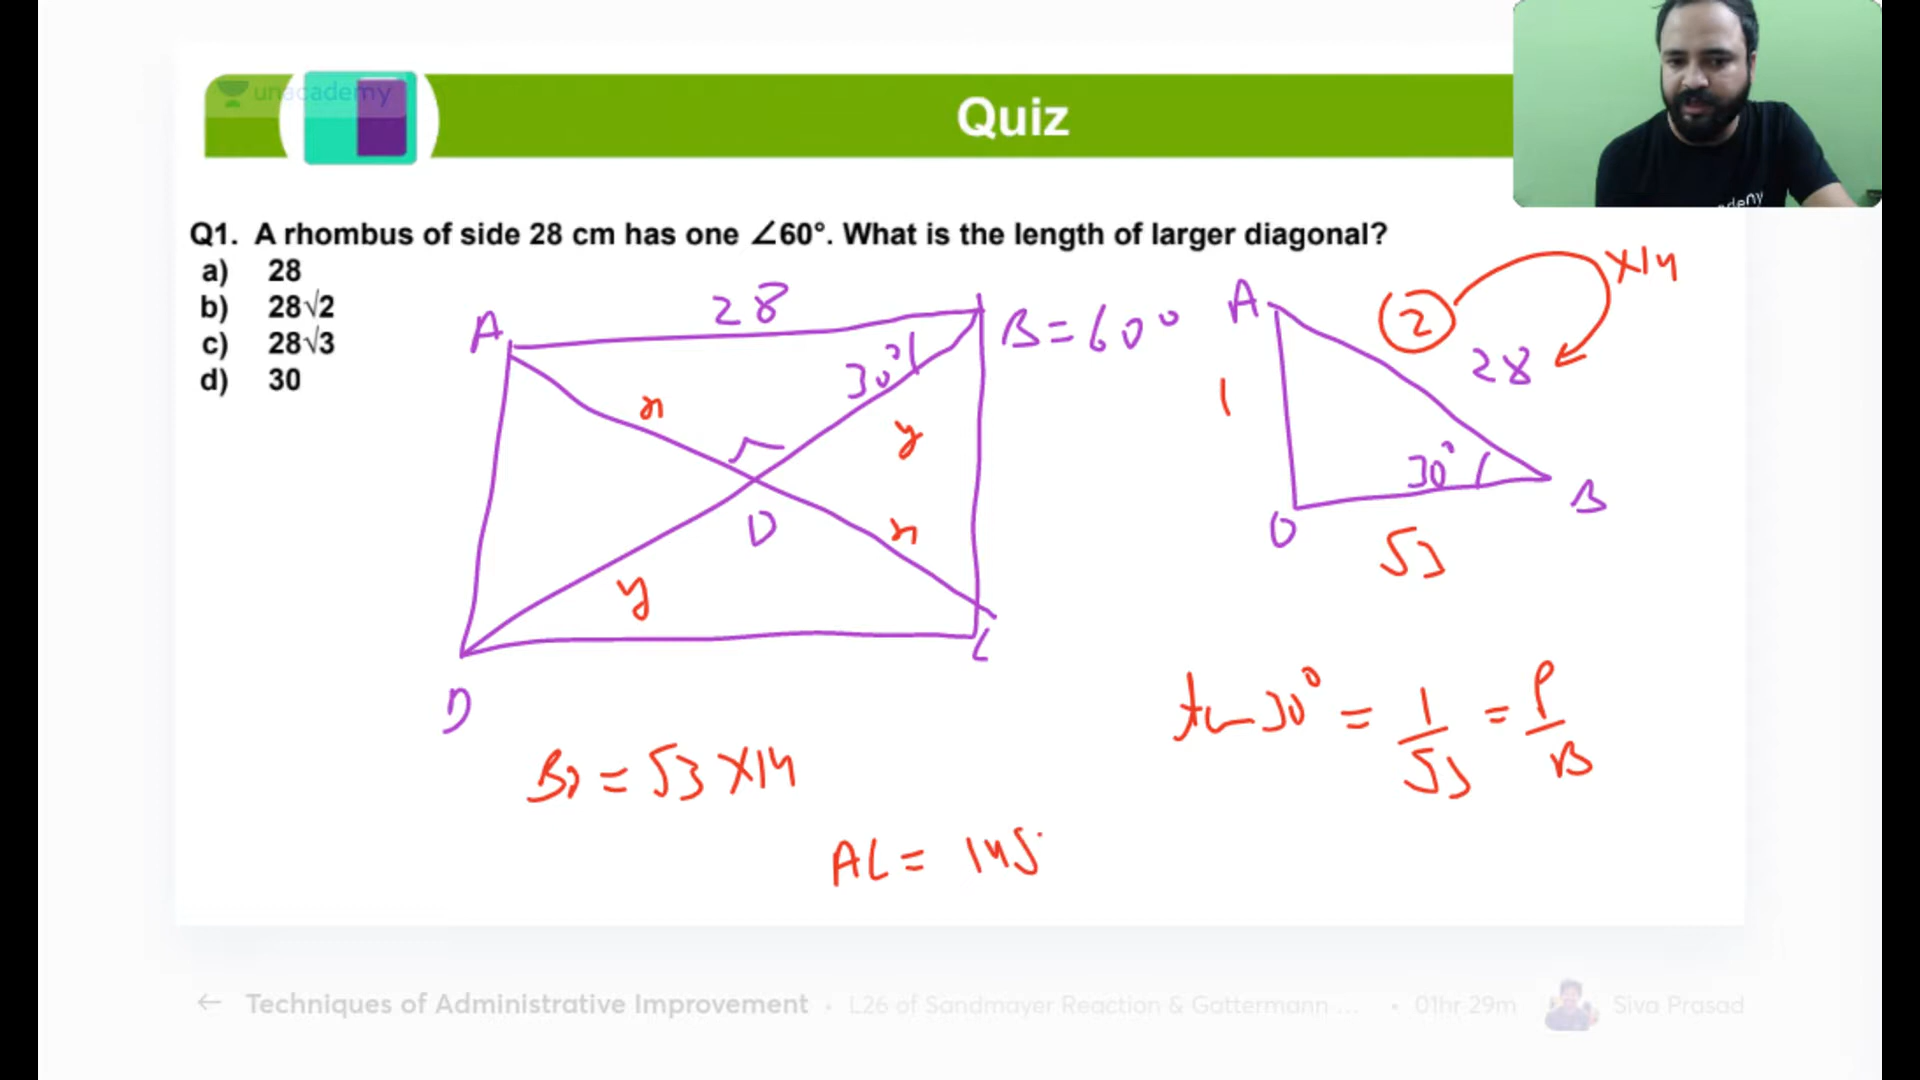 unacademy
Quiz
Q1. A rhombus of side 28 cm has one ∠60°. What is the length of larger diagonal?
a) 28
b) 28√2
c) 28√3
d) 30
28
A
B = 60°
30°
x
y
O
x
y
D
C
A
2
×14
28
1
30°
B
O
√3
tan 30° = 1/√3 = P/B
BO = √3 × 14
AC = 14
Techniques of Administrative Improvement • L26 of Sandmayer Reaction & Gattermann ... • 01hr 29m Siva Prasad